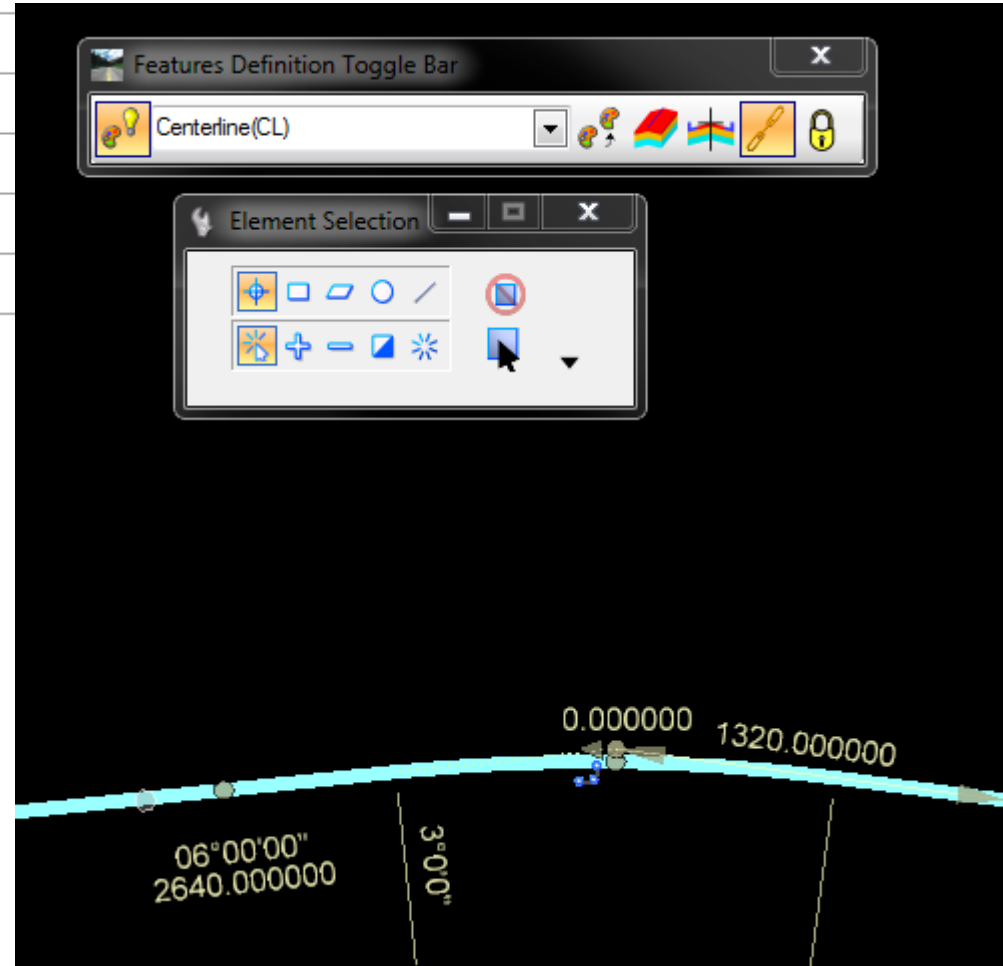 Features Definition Toggle Bar
Centerline(CL)
Element Selection
0.000000
1320.000000
06°00'00"
2640.000000
3°0'0"